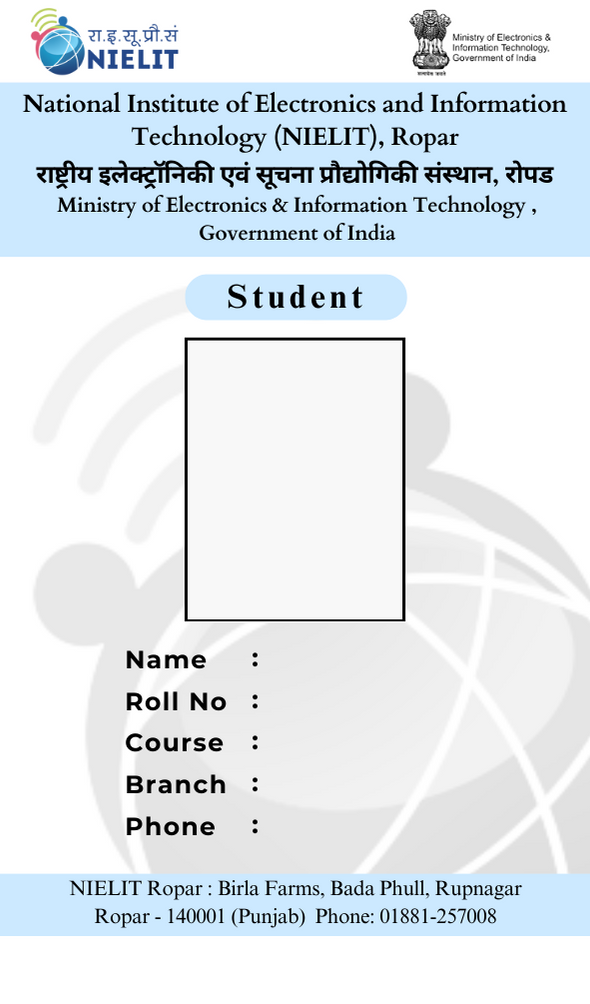 रा.इ.सू.प्रौ.सं
NIELIT
Ministry of Electronics &
Information Technology,
Government of India
सत्यमेव जयते
National Institute of Electronics and Information
Technology (NIELIT), Ropar
राष्ट्रीय इलेक्ट्रॉनिकी एवं सूचना प्रौद्योगिकी संस्थान, रोपड
Ministry of Electronics & Information Technology ,
Government of India
Student
Name :
Roll No :
Course :
Branch :
Phone :
NIELIT Ropar : Birla Farms, Bada Phull, Rupnagar
Ropar - 140001 (Punjab) Phone: 01881-257008